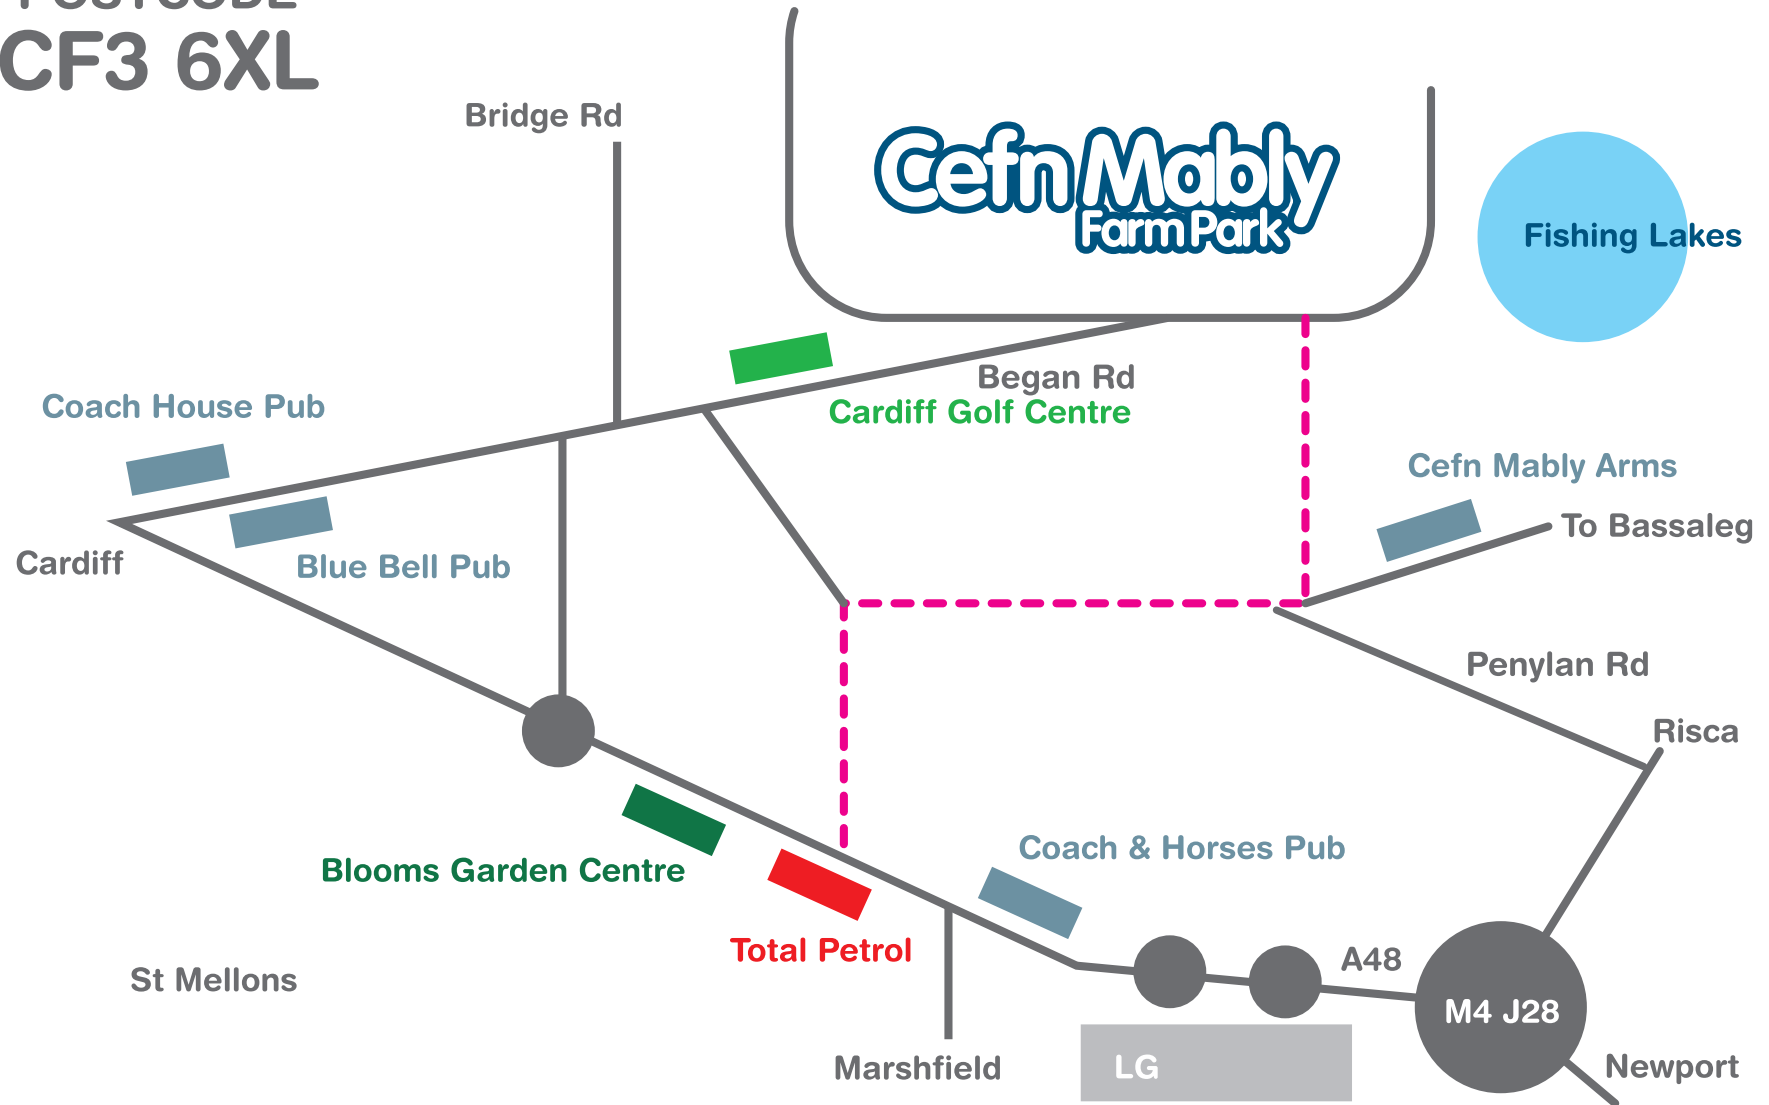 POSTCODE
CF3 6XL
Bridge Rd
Cefn Mably
Farm Park
Fishing Lakes
Began Rd
Cardiff Golf Centre
Coach House Pub
Cefn Mably Arms
To Bassaleg
Cardiff
Blue Bell Pub
Penylan Rd
Risca
Coach & Horses Pub
Blooms Garden Centre
Total Petrol
A48
St Mellons
M4 J28
Marshfield
LG
Newport